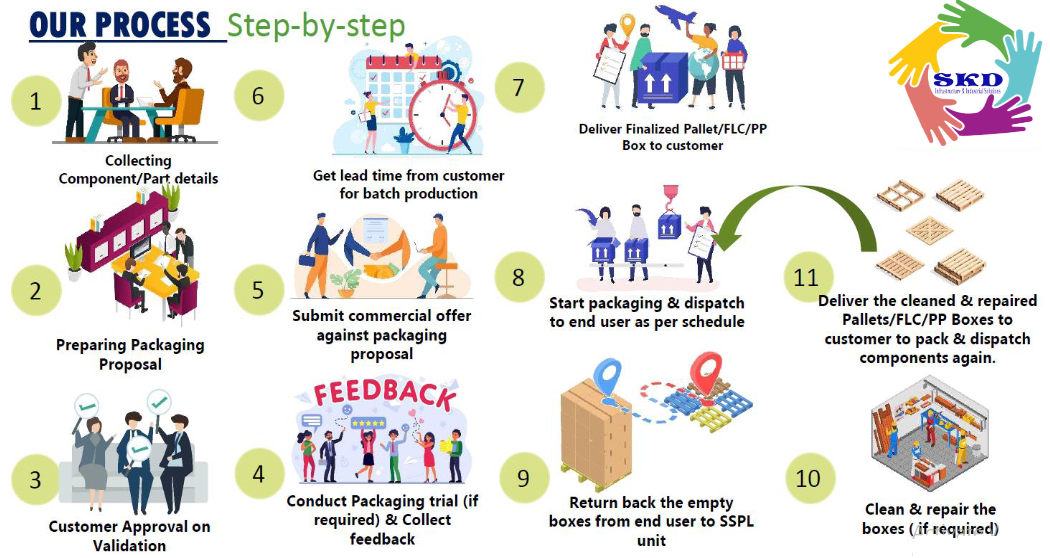 OUR PROCESS Step-by-step
1
Collecting
Component/Part details
2
Preparing Packaging
Proposal
3
Customer Approval on
Validation
4
FEEDBACK
Conduct Packaging trial (if
required) & Collect
feedback
5
Submit commercial offer
against packaging
proposal
6
Get lead time from customer
for batch production
7
Deliver Finalized Pallet/FLC/PP
Box to customer
8
Start packaging & dispatch
to end user as per schedule
9
Return back the empty
boxes from end user to SSPL
unit
10
Clean & repair the
boxes ( if required)
11
Deliver the cleaned & repaired
Pallets/FLC/PP Boxes to
customer to pack & dispatch
components again.
SKD
Infrastructure & Industrial Solutions